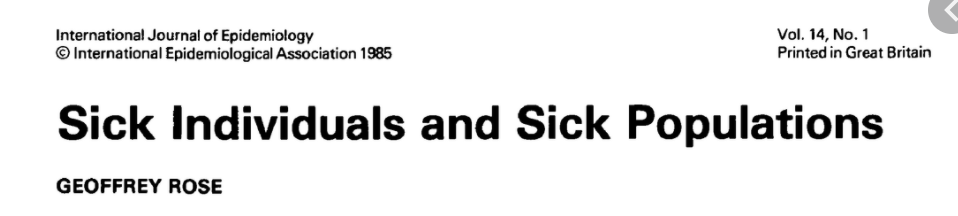 International Journal of Epidemiology
© International Epidemiological Association 1985
Vol. 14, No. 1
Printed in Great Britain
Sick Individuals and Sick Populations
GEOFFREY ROSE